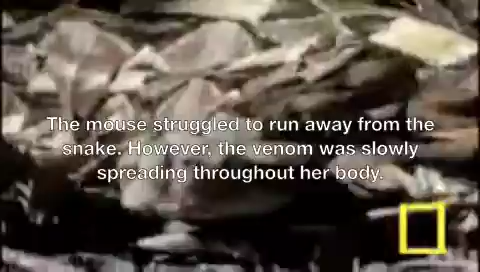 The mouse struggled to run away from the
snake. However, the venom was slowly
spreading throughout her body.